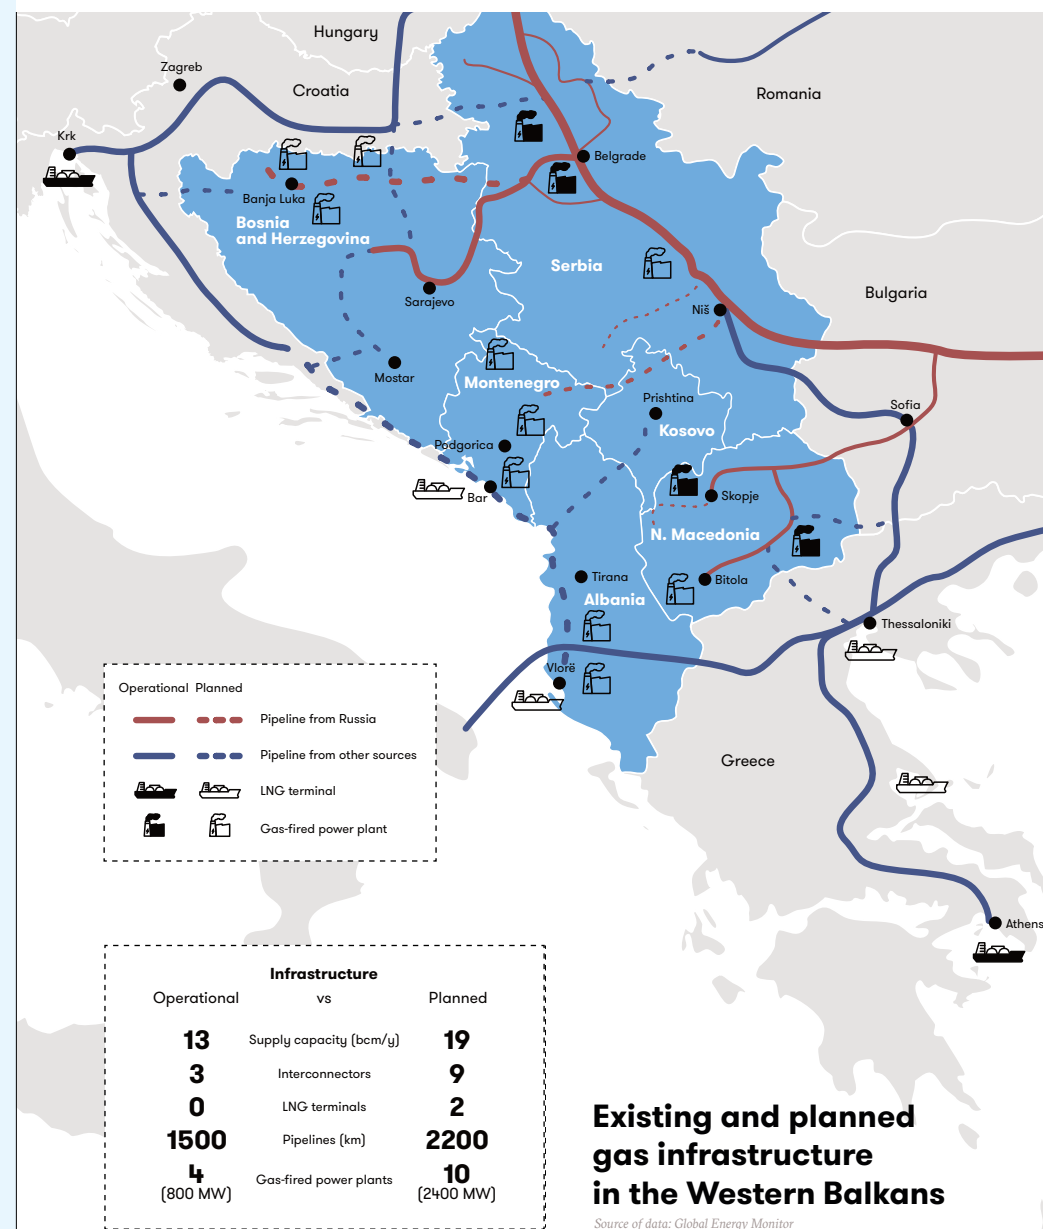 Hungary
Zagreb
Croatia
Romania
Krk
Belgrade
Banja Luka
Bosnia
and Herzegovina
Serbia
Bulgaria
Sarajevo
Niš
Mostar
Montenegro
Prishtina
Sofia
Kosovo
Podgorica
Bar
Skopje
N. Macedonia
Tirana
Bitola
Albania
Thessaloniki
Vlorë
Greece
Athens
Operational Planned
Pipeline from Russia
Pipeline from other sources
LNG terminal
Gas-fired power plant
Infrastructure
Operational vs Planned
13 Supply capacity (bcm/y) 19
3 Interconnectors 9
0 LNG terminals 2
1500 Pipelines (km) 2200
4 Gas-fired power plants 10
(800 MW) (2400 MW)
Existing and planned
gas infrastructure
in the Western Balkans
Source of data: Global Energy Monitor